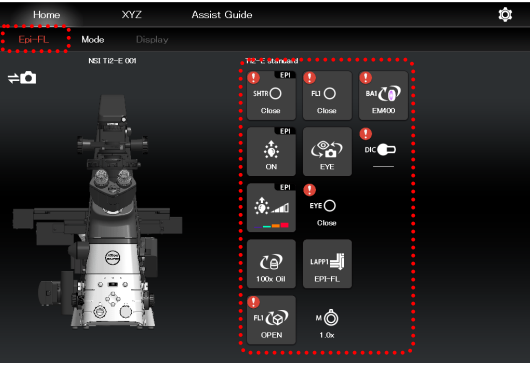 Home XYZ Assist Guide
Epi-FL Mode Display
NSI Ti2-E 001 Ti2-E standard
EPI
SHTR FL1 BA1
Close Close EM400
EPI
DIC
ON EYE
EPI
EYE
Close
LAPP1
100x Oil EPI-FL
FL1 M
OPEN 1.0x